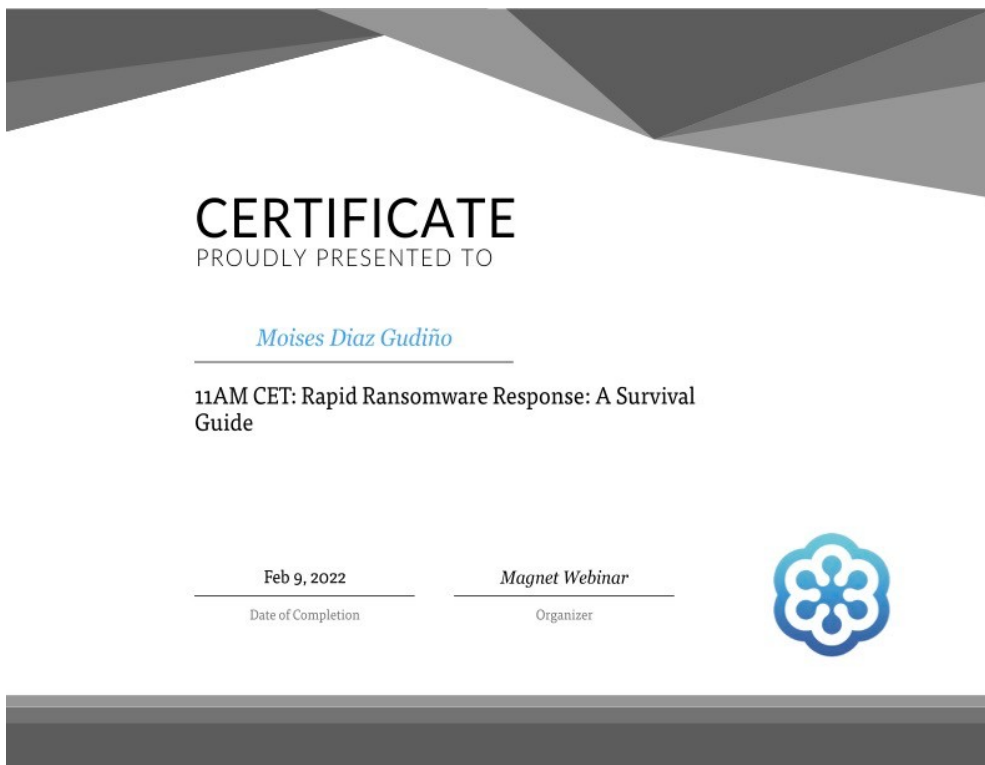 CERTIFICATE
PROUDLY PRESENTED TO
Moises Diaz Gudiño
11AM CET: Rapid Ransomware Response: A Survival
Guide
Feb 9, 2022
Magnet Webinar
Date of Completion
Organizer